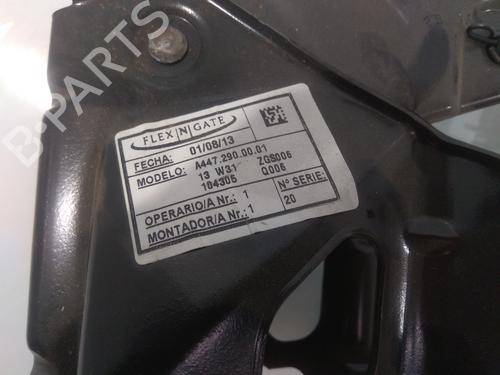 FLEX N GATE
FECHA: 01/08/13
MODELO: A447.290.00.01 ZGS006
13 W31 Q006
104305
OPERARIO/A Nr.: 1 Nº SERIE:
MONTADOR/A Nr.: 1 20
B-PARTS